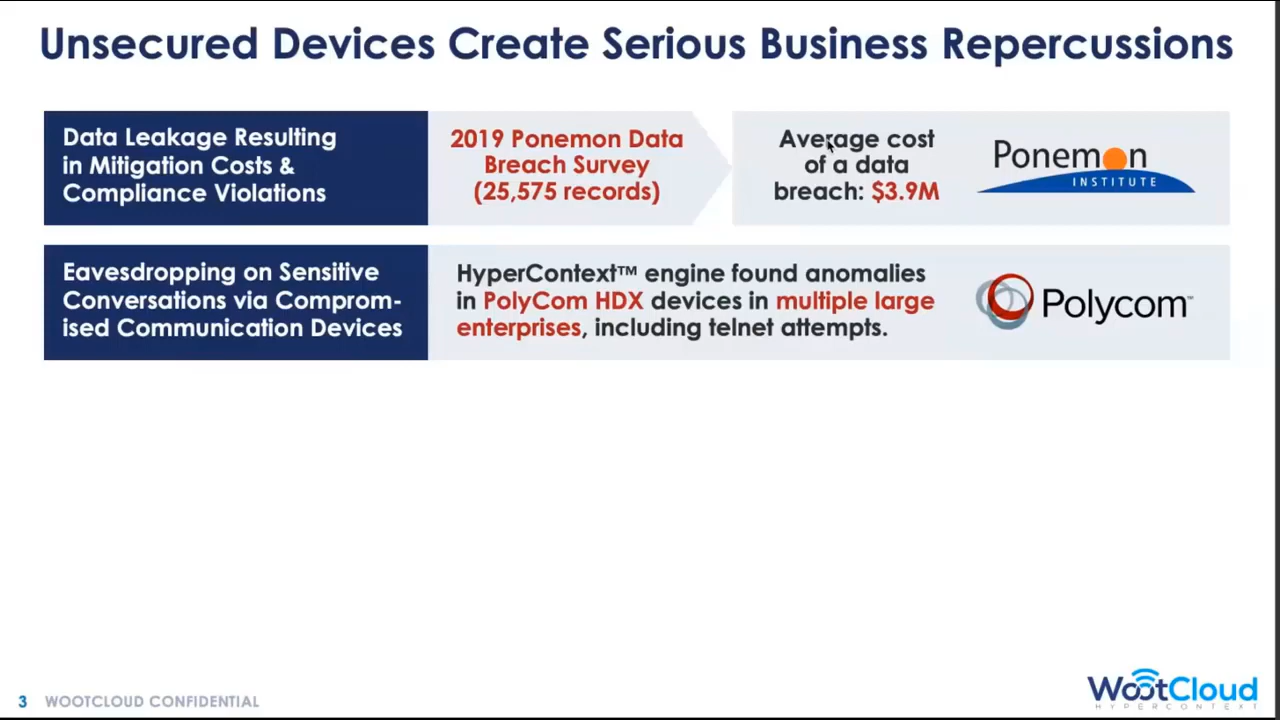 Unsecured Devices Create Serious Business Repercussions
Data Leakage Resulting
in Mitigation Costs &
Compliance Violations
2019 Ponemon Data
Breach Survey
(25,575 records)
Average cost
of a data
breach: $3.9M
Ponemon
INSTITUTE
Eavesdropping on Sensitive
Conversations via Comprom-
ised Communication Devices
HyperContext™ engine found anomalies
in PolyCom HDX devices in multiple large
enterprises, including telnet attempts.
Polycom™
3 WOOTCLOUD CONFIDENTIAL
WootCloud
HYPERCONTEXT